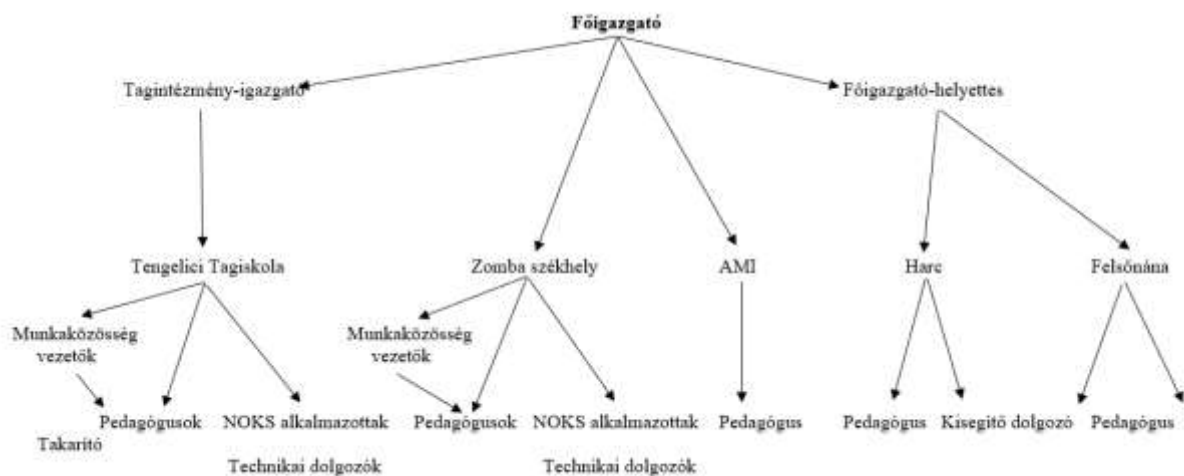 Főigazgató
Tagintézmény-igazgató
Főigazgató-helyettes
Tengelici Tagiskola
Zomba székhely
AMI
Harc
Felsőnána
Munkaközösség
vezetők
Munkaközösség
vezetők
Pedagógusok
NOKS alkalmazottak
Pedagógusok
NOKS alkalmazottak
Pedagógus
Pedagógus
Kisegítő dolgozó
Pedagógus
Takarító
Technikai dolgozók
Technikai dolgozók